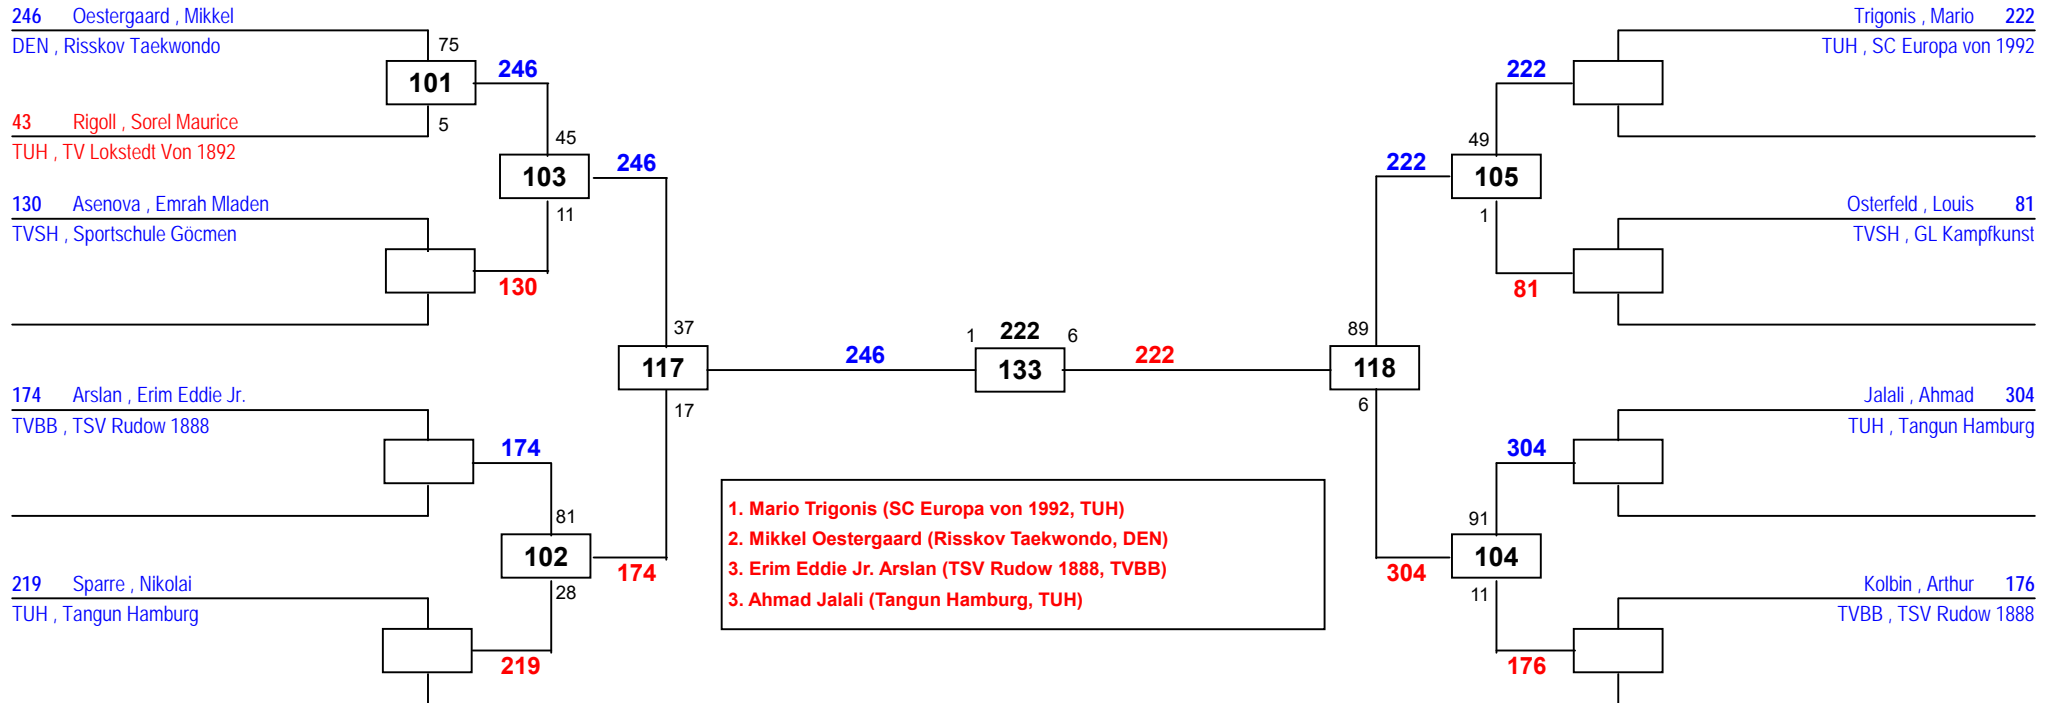 246 Oestergaard , Mikkel
DEN , Risskov Taekwondo
75
101
246
43 Rigoll , Sorel Maurice
5
TUH , TV Lokstedt Von 1892
45
103
246
130 Asenova , Emrah Mladen
11
TVSH , Sportschule Göcmen
130
37
117
246
17
174 Arslan , Erim Eddie Jr.
TVBB , TSV Rudow 1888
174
81
102
174
28
219 Sparre , Nikolai
TUH , Tangun Hamburg
219
1 222 6
133
222
1. Mario Trigonis (SC Europa von 1992, TUH)
2. Mikkel Oestergaard (Risskov Taekwondo, DEN)
3. Erim Eddie Jr. Arslan (TSV Rudow 1888, TVBB)
3. Ahmad Jalali (Tangun Hamburg, TUH)
Trigonis , Mario 222
TUH , SC Europa von 1992
222
49
222
105
1
Osterfeld , Louis 81
TVSH , GL Kampfkunst
81
89
118
6
Jalali , Ahmad 304
TUH , Tangun Hamburg
304
91
104
304
11
Kolbin , Arthur 176
TVBB , TSV Rudow 1888
176